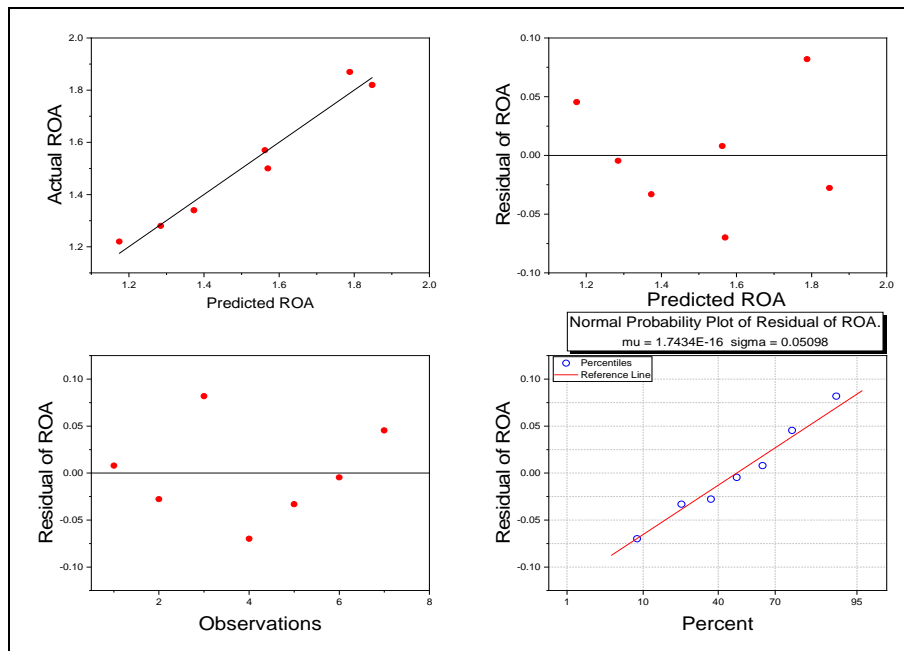 2.0
1.8
1.6
1.4
1.2
Actual ROA
1.2 1.4 1.6 1.8 2.0
Predicted ROA
0.10
0.05
0.00
-0.05
-0.10
Residual of ROA
1.2 1.4 1.6 1.8 2.0
Predicted ROA
0.10
0.05
0.00
-0.05
-0.10
Residual of ROA
2 4 6 8
Observations
Normal Probability Plot of Residual of ROA.
mu = 1.7434E-16 sigma = 0.05098
Percentiles
Reference Line
0.10
0.05
0.00
-0.05
-0.10
Residual of ROA
1 10 40 70 95
Percent